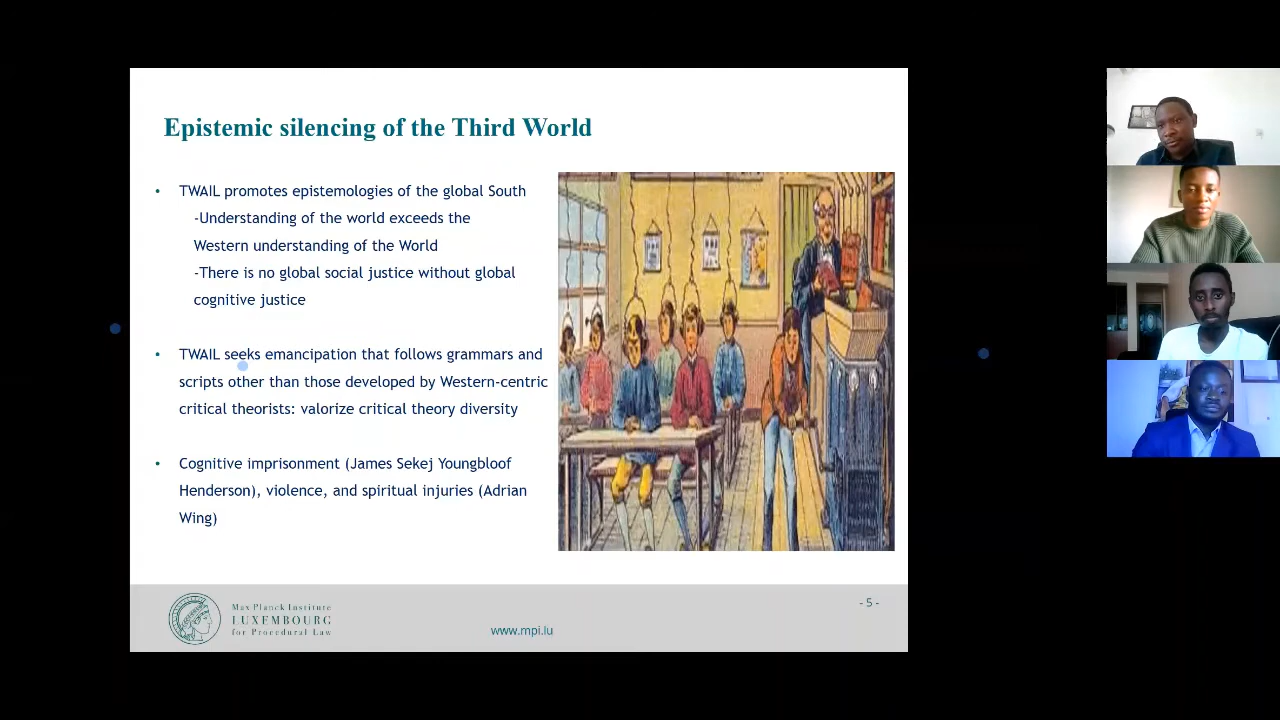 Epistemic silencing of the Third World
• TWAIL promotes epistemologies of the global South
-Understanding of the world exceeds the
Western understanding of the World
-There is no global social justice without global
cognitive justice
• TWAIL seeks emancipation that follows grammars and
scripts other than those developed by Western-centric
critical theorists: valorize critical theory diversity
• Cognitive imprisonment (James Sekej Youngbloof
Henderson), violence, and spiritual injuries (Adrian
Wing)
Max Planck Institute
LUXEMBOURG
for Procedural Law
www.mpi.lu
- 5 -